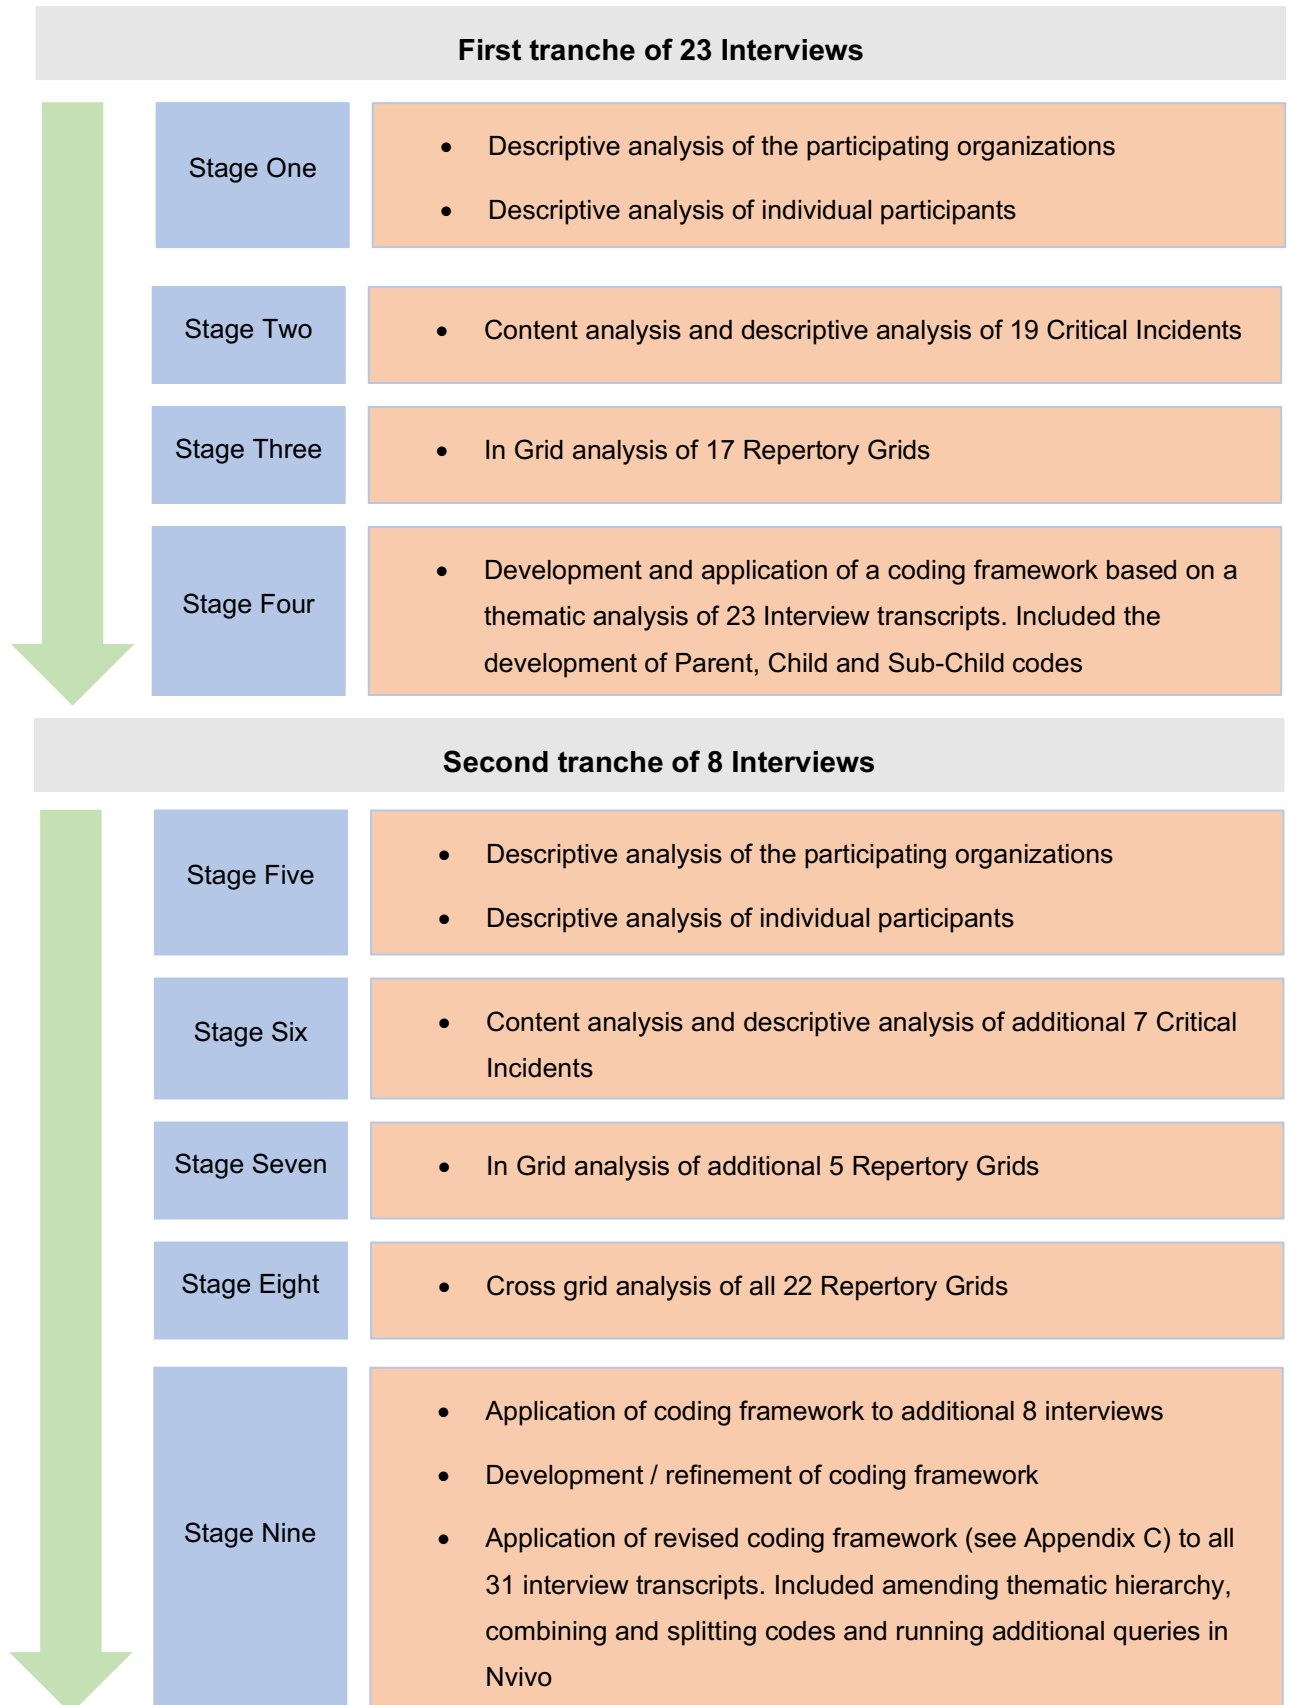 First tranche of 23 Interviews
Stage One
• Descriptive analysis of the participating organizations
• Descriptive analysis of individual participants
Stage Two
• Content analysis and descriptive analysis of 19 Critical Incidents
Stage Three
• In Grid analysis of 17 Repertory Grids
Stage Four
• Development and application of a coding framework based on a
thematic analysis of 23 Interview transcripts. Included the
development of Parent, Child and Sub-Child codes
Second tranche of 8 Interviews
Stage Five
• Descriptive analysis of the participating organizations
• Descriptive analysis of individual participants
Stage Six
• Content analysis and descriptive analysis of additional 7 Critical
Incidents
Stage Seven
• In Grid analysis of additional 5 Repertory Grids
Stage Eight
• Cross grid analysis of all 22 Repertory Grids
Stage Nine
• Application of coding framework to additional 8 interviews
• Development / refinement of coding framework
• Application of revised coding framework (see Appendix C) to all
31 interview transcripts. Included amending thematic hierarchy,
combining and splitting codes and running additional queries in
Nvivo